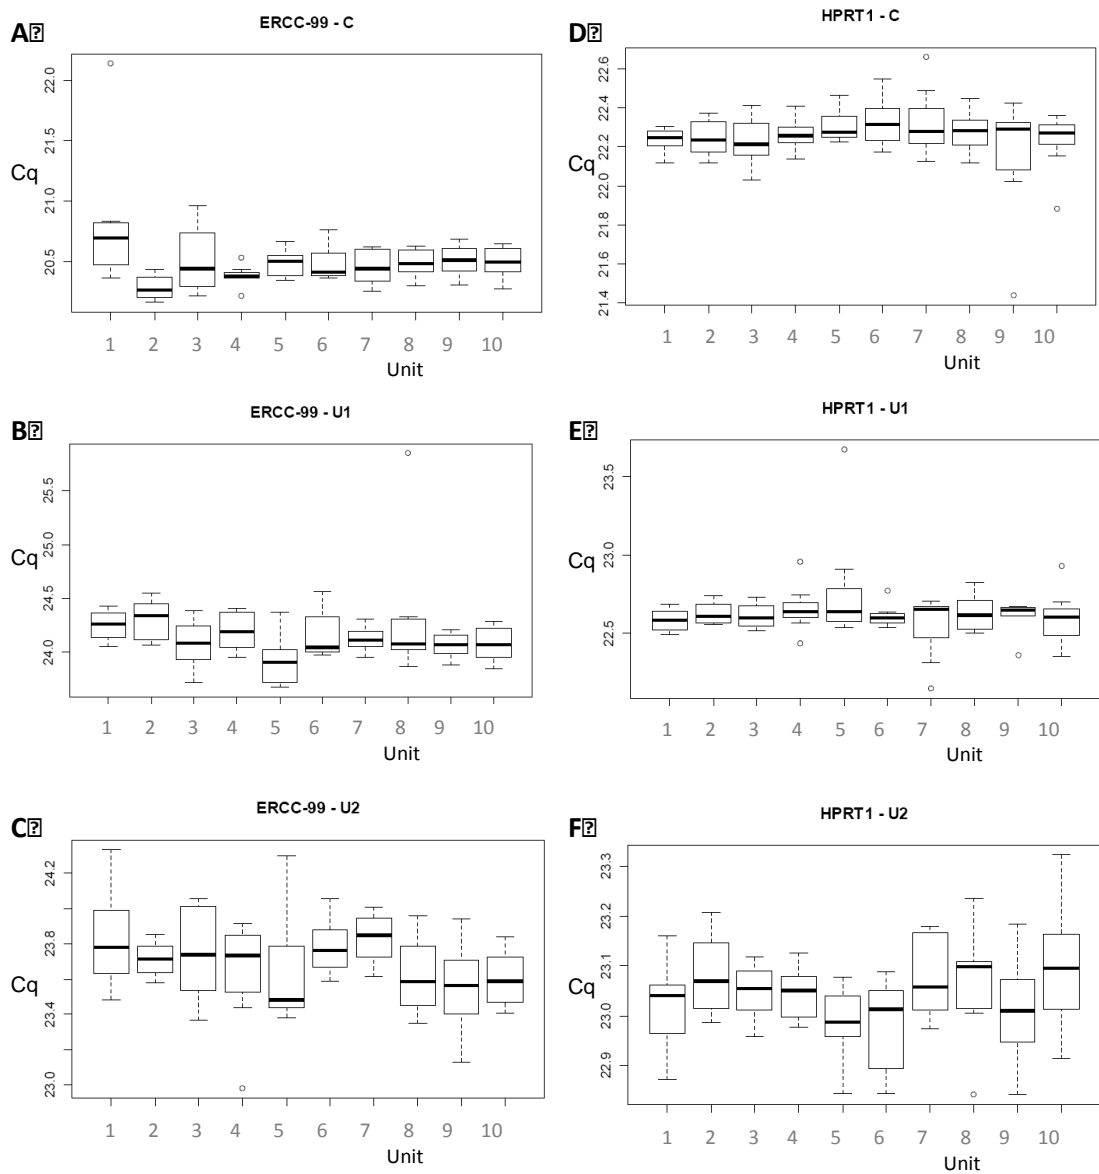 A⍰
ERCC-99 - C
Cq
22.0
21.5
21.0
20.5
1 2 3 4 5 6 7 8 9 10
Unit
D⍰
HPRT1 - C
Cq
22.6
22.4
22.2
22.0
21.8
21.6
21.4
1 2 3 4 5 6 7 8 9 10
Unit
B⍰
ERCC-99 - U1
Cq
25.5
25.0
24.5
24.0
1 2 3 4 5 6 7 8 9 10
Unit
E⍰
HPRT1 - U1
Cq
23.5
23.0
22.5
1 2 3 4 5 6 7 8 9 10
Unit
C⍰
ERCC-99 - U2
Cq
24.2
23.8
23.4
23.0
1 2 3 4 5 6 7 8 9 10
Unit
F⍰
HPRT1 - U2
Cq
23.3
23.2
23.1
23.0
22.9
1 2 3 4 5 6 7 8 9 10
Unit